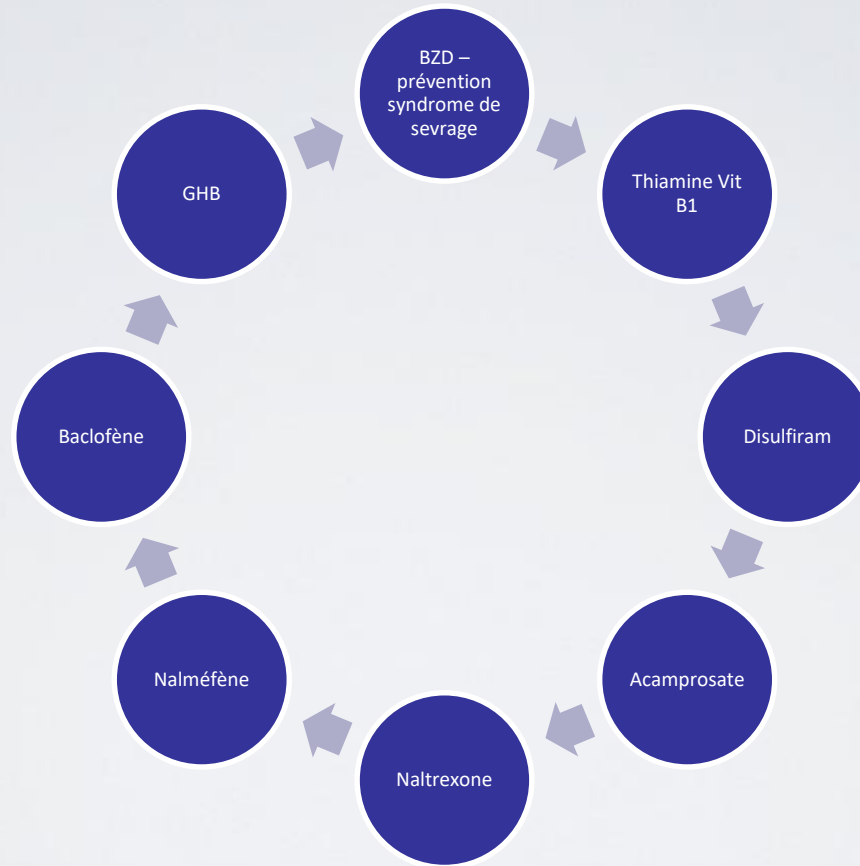 BZD –
prévention
syndrome de
sevrage
Thiamine Vit
B1
Disulfiram
Acamprosate
Naltrexone
Nalméfène
Baclofène
GHB